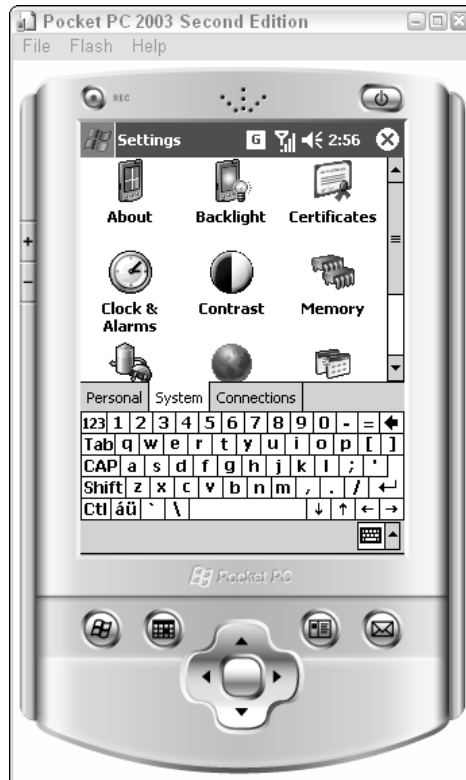 Pocket PC 2003 Second Edition
File Flash Help
REC
Settings G 2:56
About Backlight Certificates
Clock & Alarms Contrast Memory
Personal System Connections
123 1 2 3 4 5 6 7 8 9 0 - =
Tab q w e r t y u i o p [ ]
CAP a s d f g h j k l ; '
Shift z x c v b n m , . /
Ctl áü ` \
Pocket PC